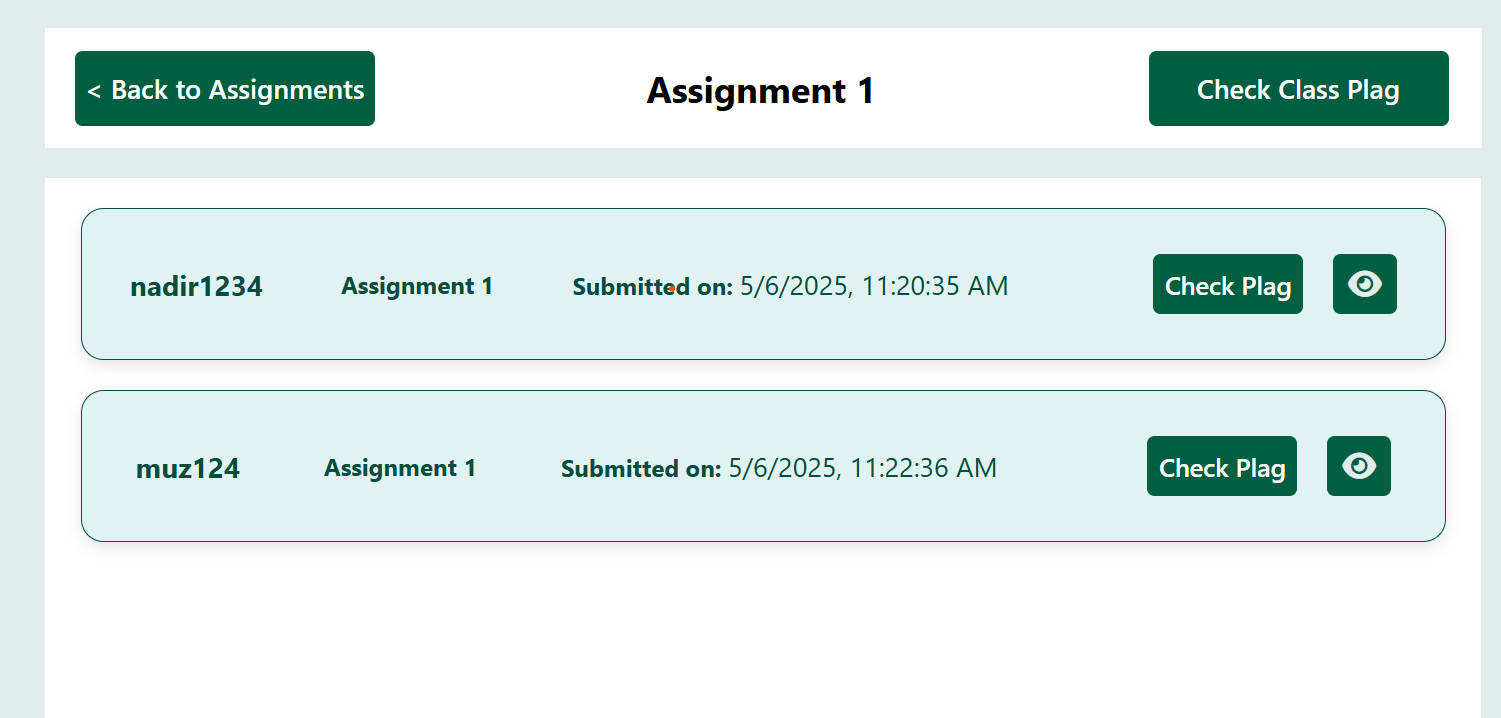 < Back to Assignments
Assignment 1
Check Class Plag
nadir1234 Assignment 1 Submitted on: 5/6/2025, 11:20:35 AM Check Plag
muz124 Assignment 1 Submitted on: 5/6/2025, 11:22:36 AM Check Plag